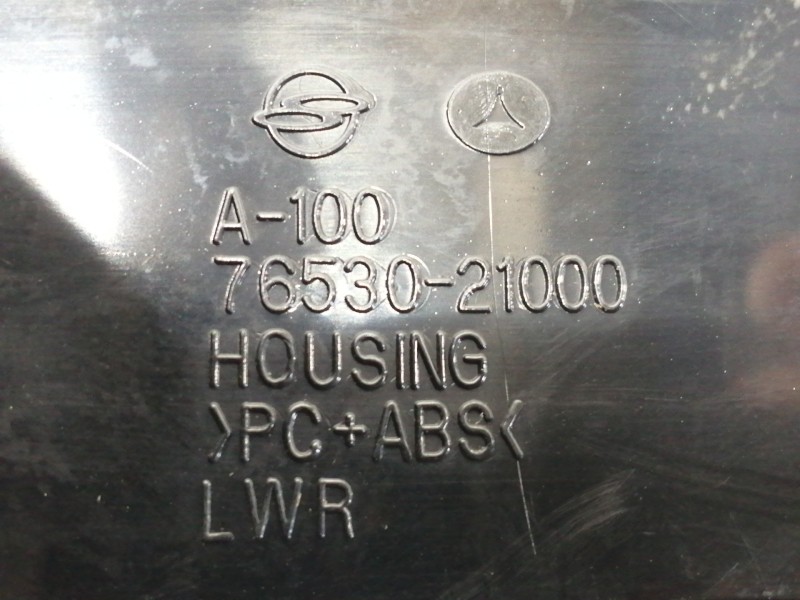 A-100
76530-21000
HOUSING
>PC+ABS<
LWR